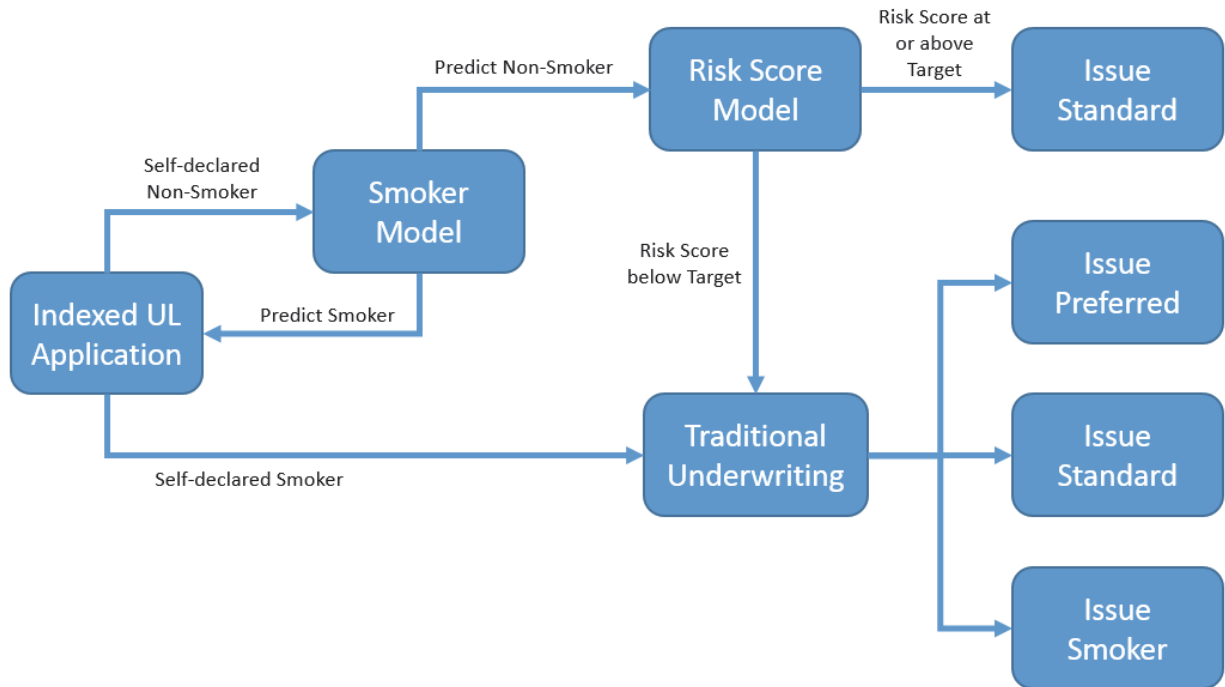 Risk Score at
or above
Target
Predict Non-Smoker
Risk Score
Model
Issue
Standard
Self-declared
Non-Smoker
Smoker
Model
Risk Score
below Target
Issue
Preferred
Indexed UL
Application
Predict Smoker
Traditional
Underwriting
Issue
Standard
Self-declared Smoker
Issue
Smoker